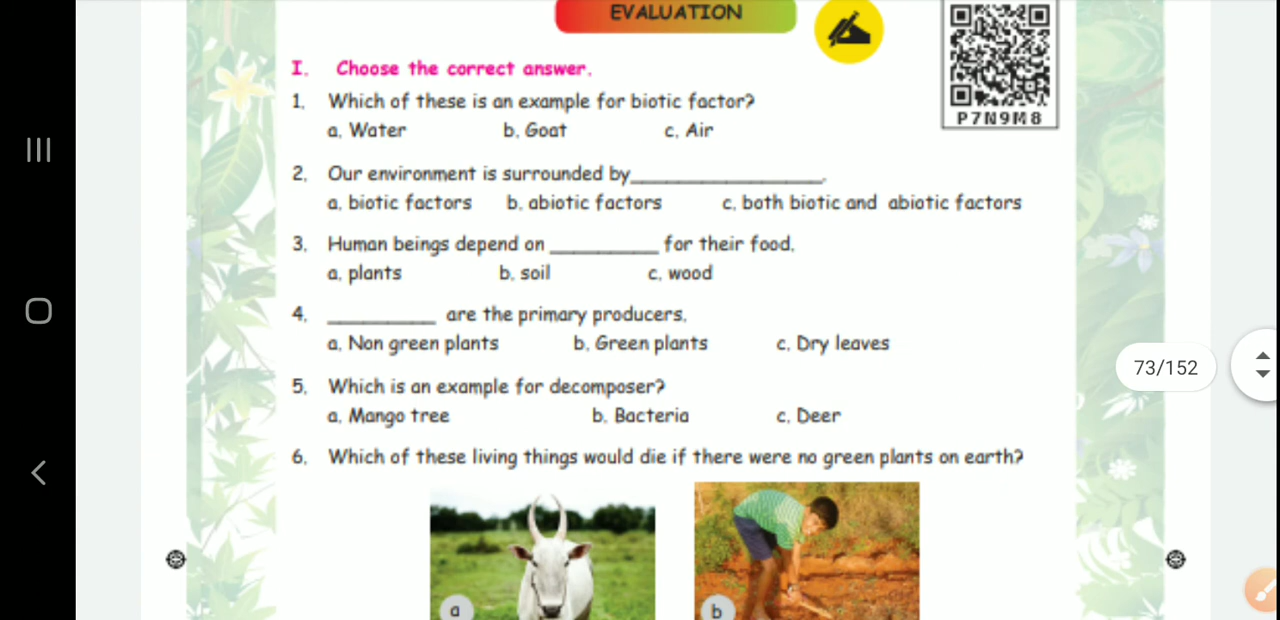 EVALUATION
P7N9M8
I. Choose the correct answer.
1. Which of these is an example for biotic factor?
a. Water b. Goat c. Air
2. Our environment is surrounded by__________________.
a. biotic factors b. abiotic factors c. both biotic and abiotic factors
3. Human beings depend on __________ for their food.
a. plants b. soil c. wood
4. __________ are the primary producers.
a. Non green plants b. Green plants c. Dry leaves
73/152
5. Which is an example for decomposer?
a. Mango tree b. Bacteria c. Deer
6. Which of these living things would die if there were no green plants on earth?
a b